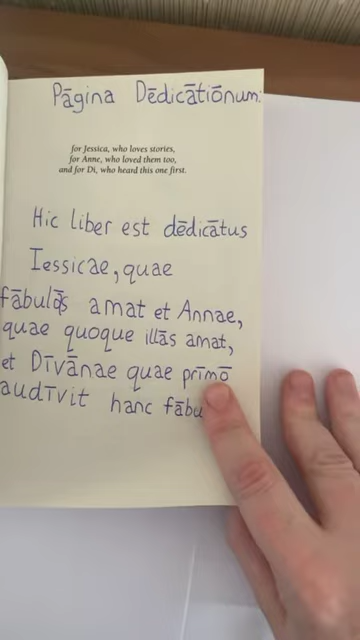 Pāgina Dēdicātiōnum:
for Jessica, who loves stories,
for Anne, who loved them too,
and for Di, who heard this one first.
Hic liber est dēdicātus
Iessicae, quae
fābulās amat et Annae,
quae quoque illās amat,
et Dīvānae quae prīmō
audīvit hanc